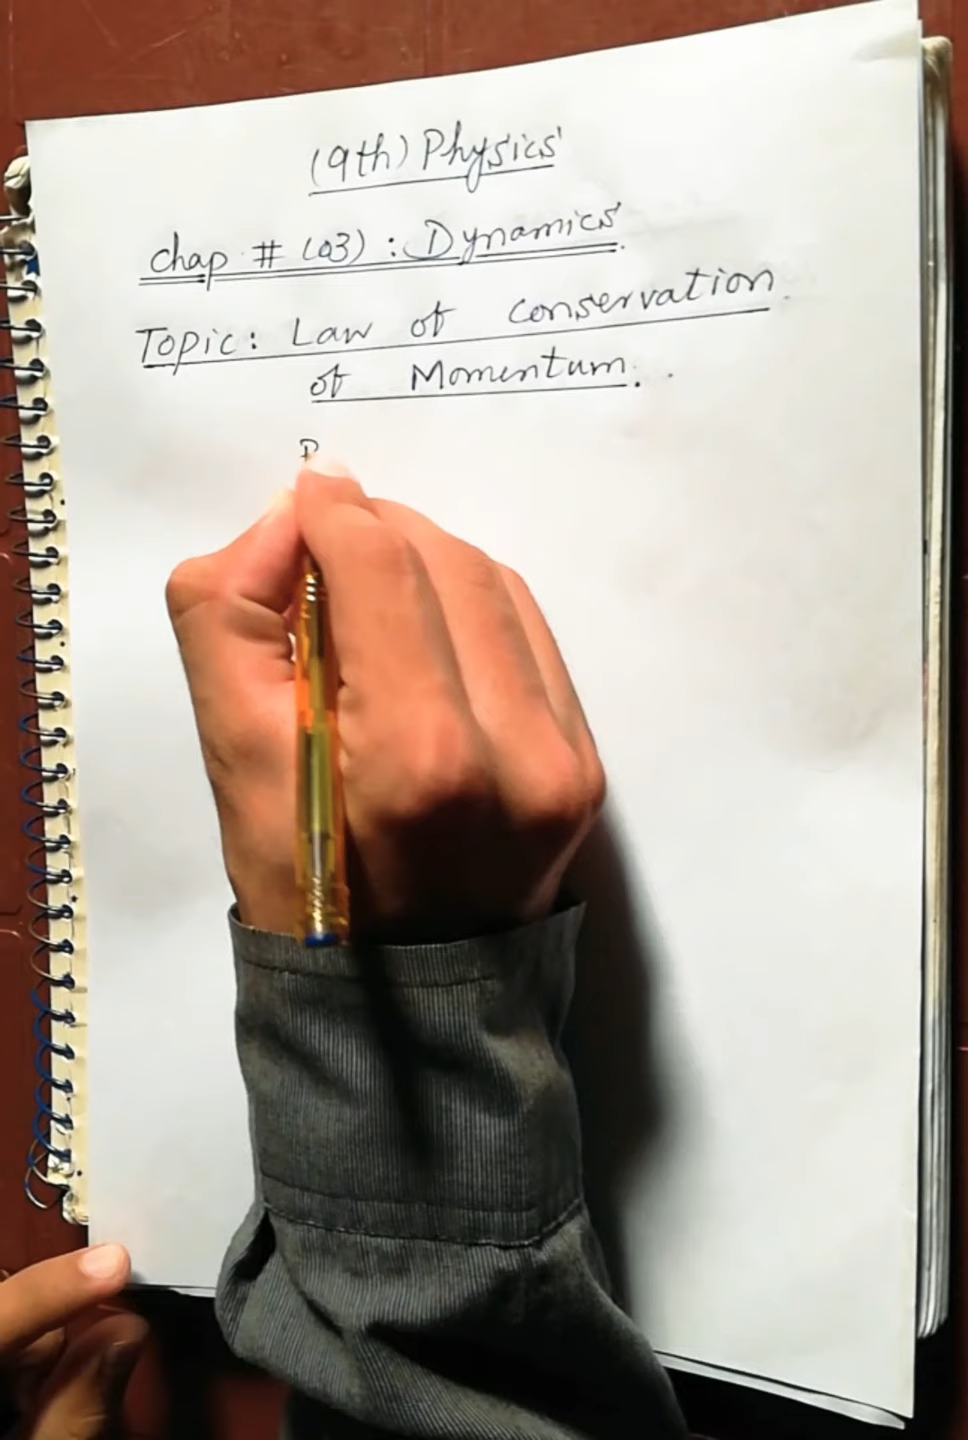 (9th) Physics
Chap # (03) : Dynamics.
Topic: Law of conservation.
of Momentum.